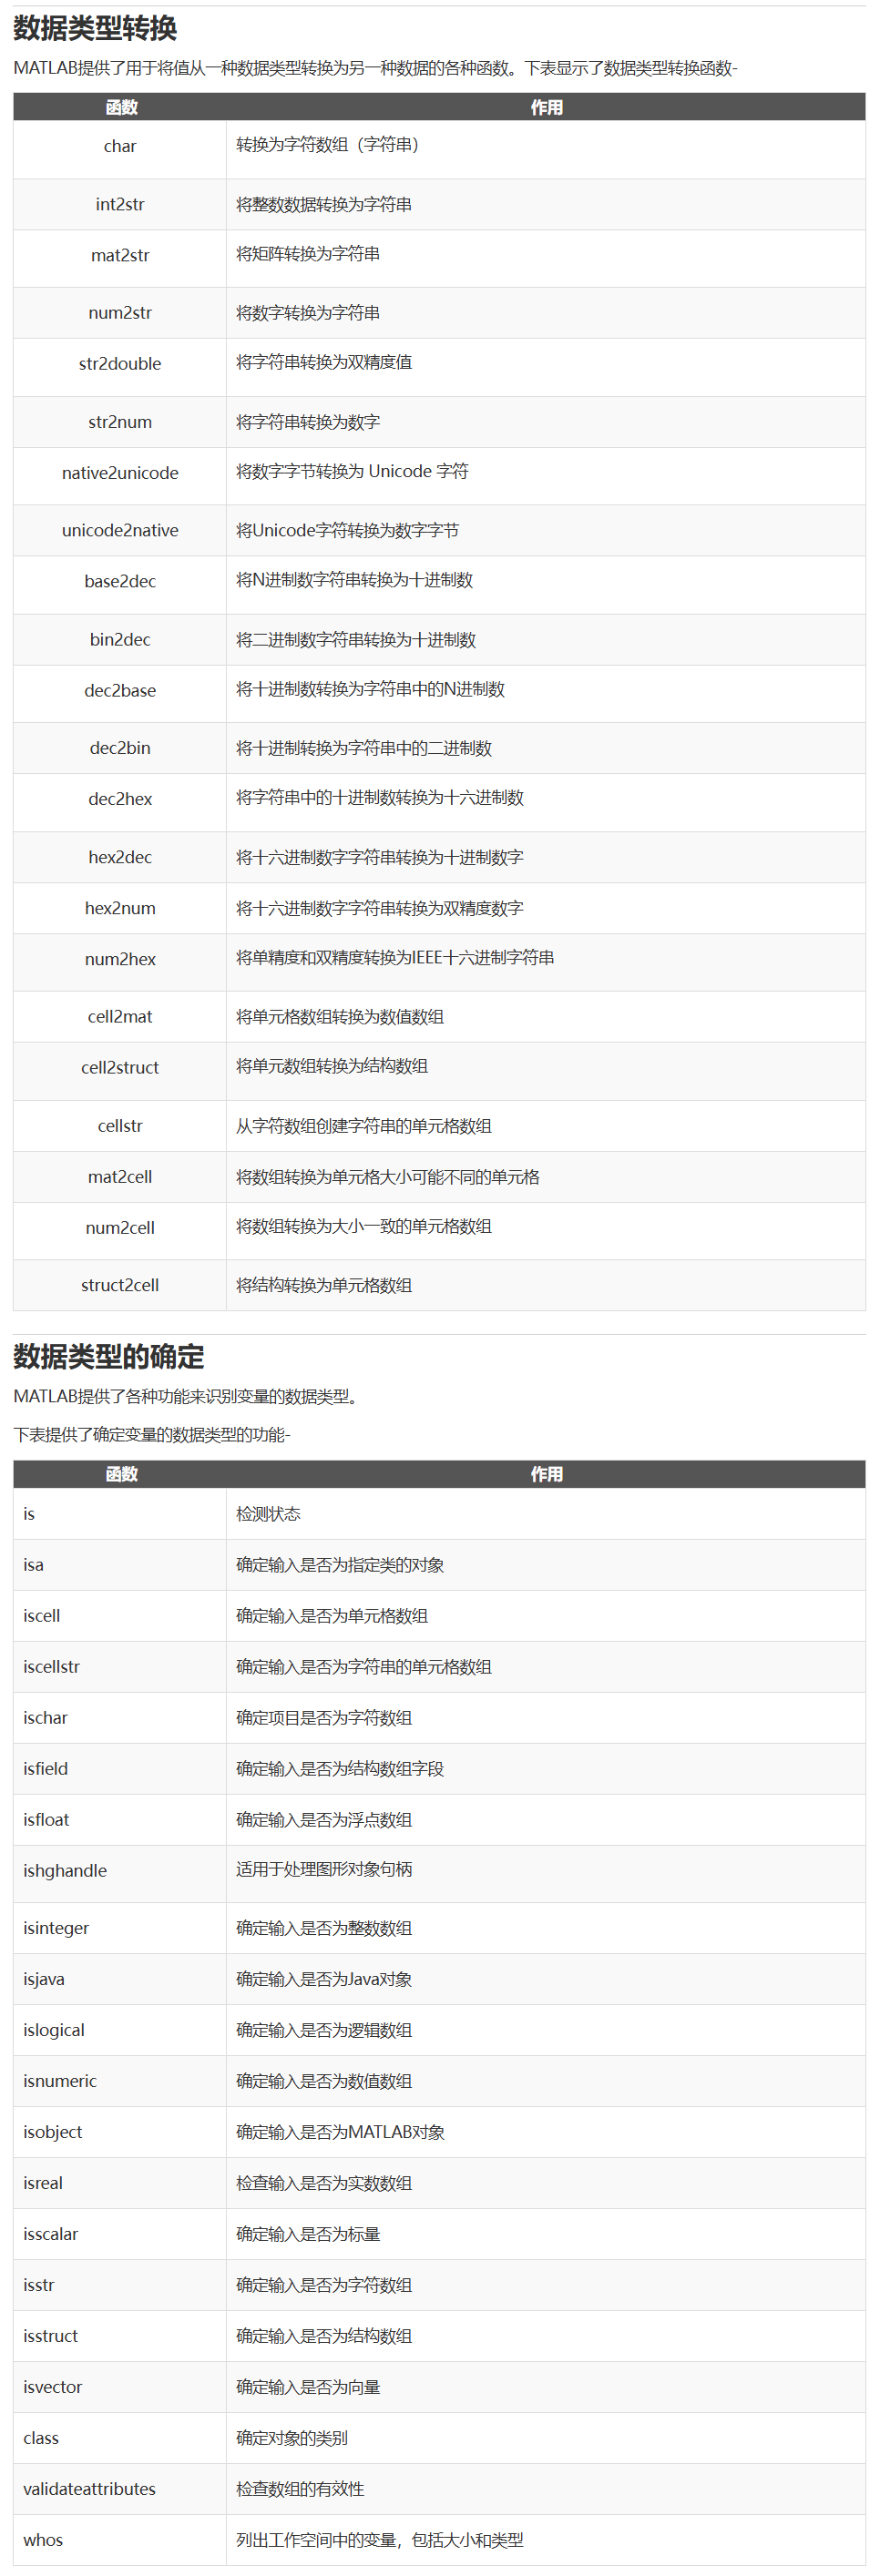 数据类型转换
MATLAB提供了用于将值从一种数据类型转换为另一种数据的各种函数。下表显示了数据类型转换函数-
函数 作用
char 转换为字符数组（字符串）
int2str 将整数数据转换为字符串
mat2str 将矩阵转换为字符串
num2str 将数字转换为字符串
str2double 将字符串转换为双精度值
str2num 将字符串转换为数字
native2unicode 将数字字节转换为 Unicode 字符
unicode2native 将Unicode字符转换为数字字节
base2dec 将N进制数字符串转换为十进制数
bin2dec 将二进制数字符串转换为十进制数
dec2base 将十进制数转换为字符串中的N进制数
dec2bin 将十进制转换为字符串中的二进制数
dec2hex 将字符串中的十进制数转换为十六进制数
hex2dec 将十六进制数字字符串转换为十进制数字
hex2num 将十六进制数字字符串转换为双精度数字
num2hex 将单精度和双精度转换为IEEE十六进制字符串
cell2mat 将单元格数组转换为数值数组
cell2struct 将单元数组转换为结构数组
cellstr 从字符数组创建字符串的单元格数组
mat2cell 将数组转换为单元格大小可能不同的单元格
num2cell 将数组转换为大小一致的单元格数组
struct2cell 将结构转换为单元格数组
数据类型的确定
MATLAB提供了各种功能来识别变量的数据类型。
下表提供了确定变量的数据类型的功能-
函数 作用
is 检测状态
isa 确定输入是否为指定类的对象
iscell 确定输入是否为单元格数组
iscellstr 确定输入是否为字符串的单元格数组
ischar 确定项目是否为字符数组
isfield 确定输入是否为结构数组字段
isfloat 确定输入是否为浮点数组
ishghandle 适用于处理图形对象句柄
isinteger 确定输入是否为整数数组
isjava 确定输入是否为Java对象
islogical 确定输入是否为逻辑数组
isnumeric 确定输入是否为数值数组
isobject 确定输入是否为MATLAB对象
isreal 检查输入是否为实数数组
isscalar 确定输入是否为标量
isstr 确定输入是否为字符数组
isstruct 确定输入是否为结构数组
isvector 确定输入是否为向量
class 确定对象的类别
validateattributes 检查数组的有效性
whos 列出工作空间中的变量，包括大小和类型